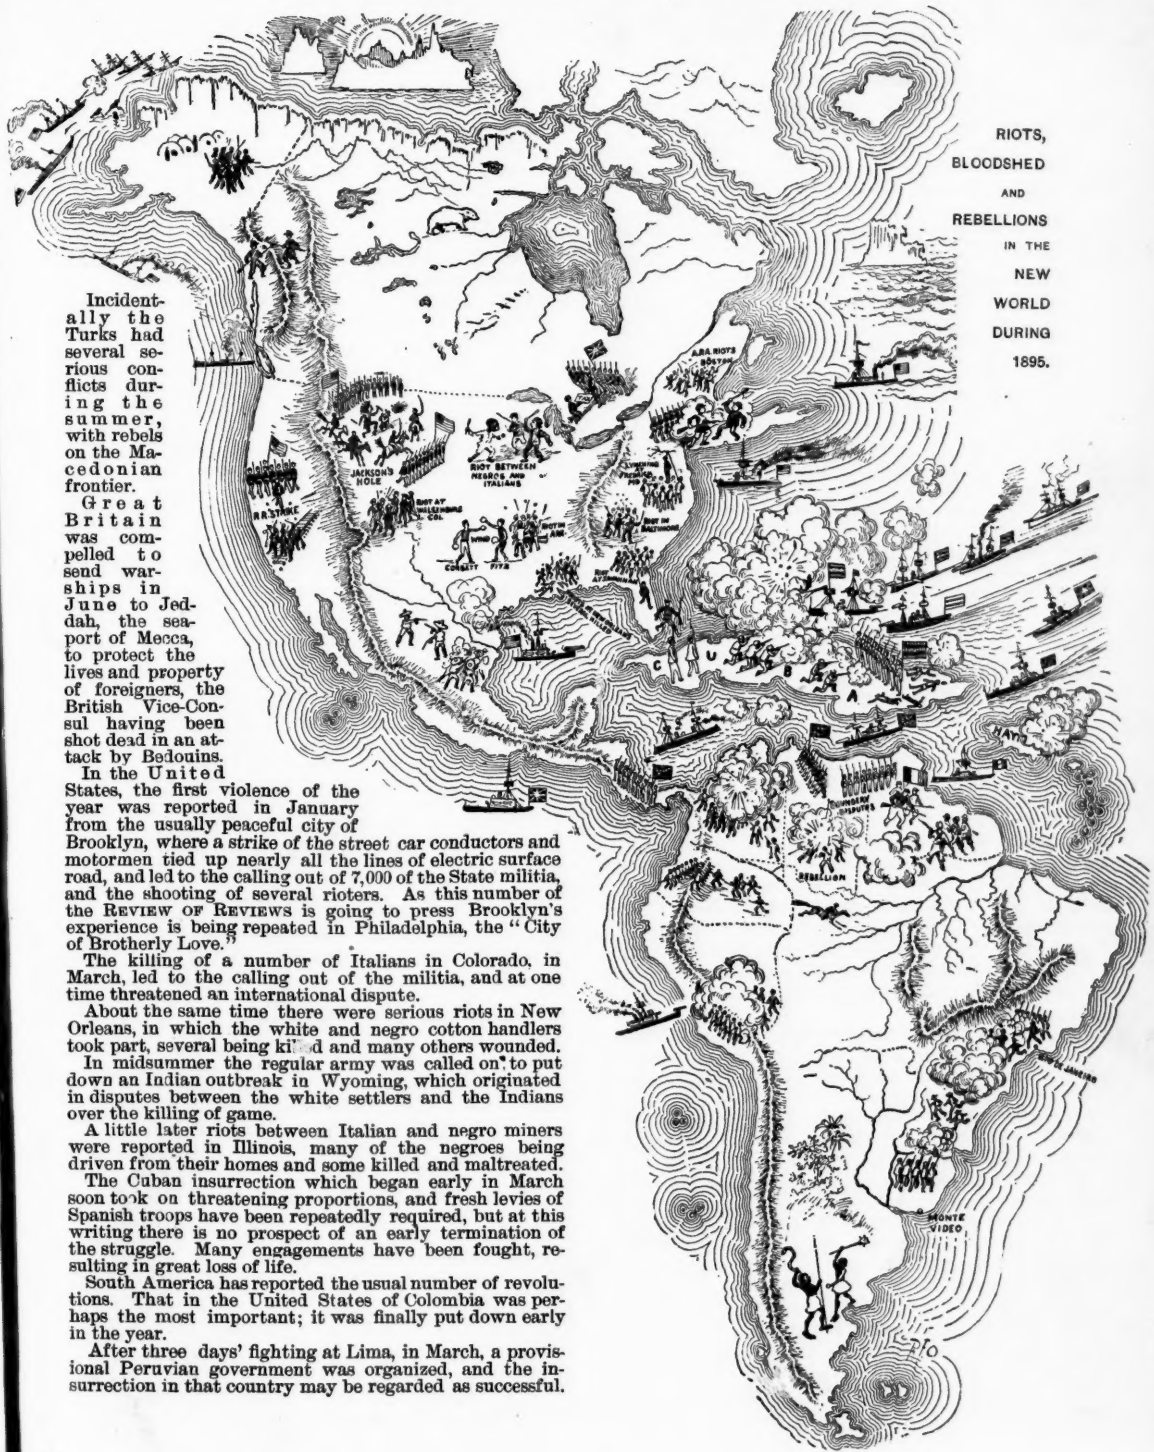 RIOTS,
BLOODSHED
AND
REBELLIONS
IN THE
NEW
WORLD
DURING
1895.
A.P.A. RIOTS
BOSTON
JACKSON'S
HOLE
RIOT BETWEEN
NEGROS AND
ITALIANS
LYNCHING
MD
R.R. STRIKE
RIOT AT
WALSENBURG
COL.
WIND
CORBETT FITZ
RIOT IN
ARK
RIOT IN
BALTIMORE
C U B A
HAYTI
BOUNDERY
DISPUTES
REBELLION
RIO DE JANEIRO
MONTE
VIDEO
Incident-
ally the
Turks had
several se-
rious con-
flicts dur-
ing the
summer,
with rebels
on the Ma-
cedonian
frontier.
Great
Britain
was com-
pelled to
send war-
ships in
June to Jed-
dah, the sea-
port of Mecca,
to protect the
lives and property
of foreigners, the
British Vice-Con-
sul having been
shot dead in an at-
tack by Bedouins.
In the United
States, the first violence of the
year was reported in January
from the usually peaceful city of
Brooklyn, where a strike of the street car conductors and
motormen tied up nearly all the lines of electric surface
road, and led to the calling out of 7,000 of the State militia,
and the shooting of several rioters. As this number of
the REVIEW OF REVIEWS is going to press Brooklyn's
experience is being repeated in Philadelphia, the "City
of Brotherly Love."
The killing of a number of Italians in Colorado, in
March, led to the calling out of the militia, and at one
time threatened an international dispute.
About the same time there were serious riots in New
Orleans, in which the white and negro cotton handlers
took part, several being killed and many others wounded.
In midsummer the regular army was called on to put
down an Indian outbreak in Wyoming, which originated
in disputes between the white settlers and the Indians
over the killing of game.
A little later riots between Italian and negro miners
were reported in Illinois, many of the negroes being
driven from their homes and some killed and maltreated.
The Cuban insurrection which began early in March
soon took on threatening proportions, and fresh levies of
Spanish troops have been repeatedly required, but at this
writing there is no prospect of an early termination of
the struggle. Many engagements have been fought, re-
sulting in great loss of life.
South America has reported the usual number of revolu-
tions. That in the United States of Colombia was per-
haps the most important; it was finally put down early
in the year.
After three days' fighting at Lima, in March, a provis-
ional Peruvian government was organized, and the in-
surrection in that country may be regarded as successful.